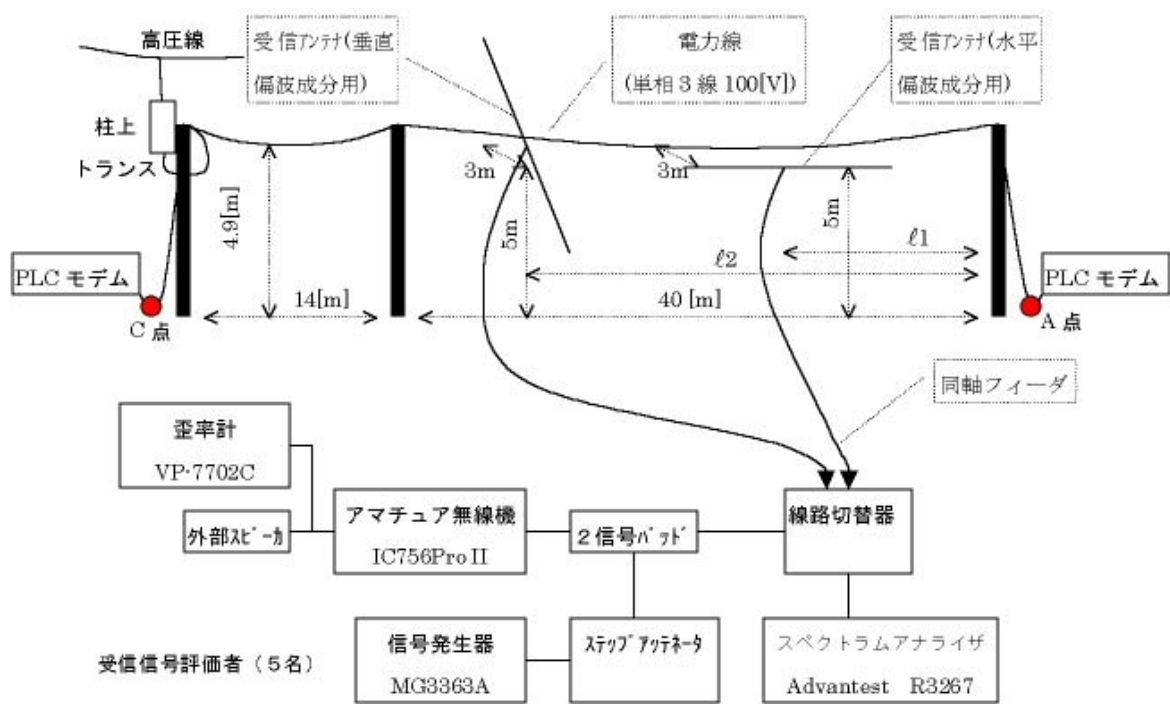 高圧線
受信ｱﾝﾃﾅ(垂直
偏波成分用)
電力線
(単相３線 100[V])
受信ｱﾝﾃﾅ(水平
偏波成分用)
柱上
トランス
3m
3m
4.9[m]
5m
5m
ℓ1
ℓ2
PLC モデム
PLC モデム
14[m]
40 [m]
C 点
A 点
同軸フィーダ
歪率計
VP-7702C
外部ｽﾋﾟｰｶ
アマチュア無線機
IC756Pro II
２信号ﾊﾟｯﾄﾞ
線路切替器
受信信号評価者（５名）
信号発生器
MG3363A
ｽﾃｯﾌﾟｱｯﾃﾈｰﾀ
スペクトラムアナライザ
Advantest R3267